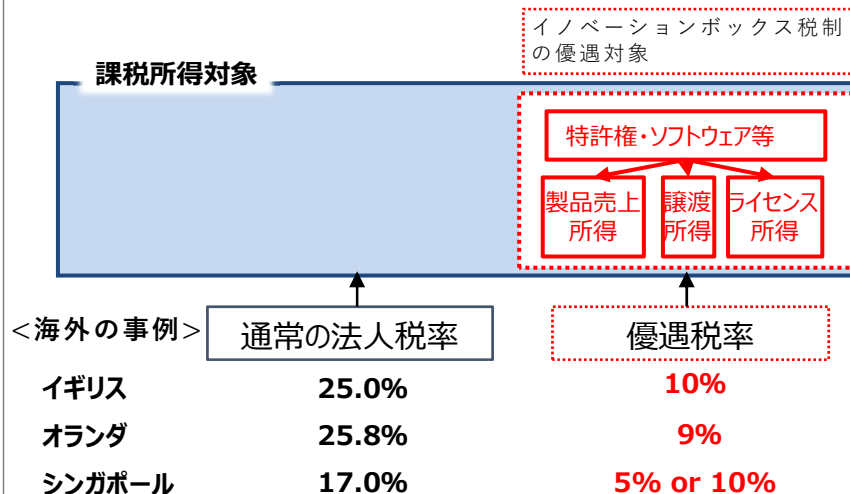 イノベーションボックス税制
の優遇対象
課税所得対象
特許権・ソフトウェア等
製品売上
所得
譲渡
所得
ライセンス
所得
<海外の事例>
通常の法人税率
優遇税率
イギリス 25.0% 10%
オランダ 25.8% 9%
シンガポール 17.0% 5% or 10%